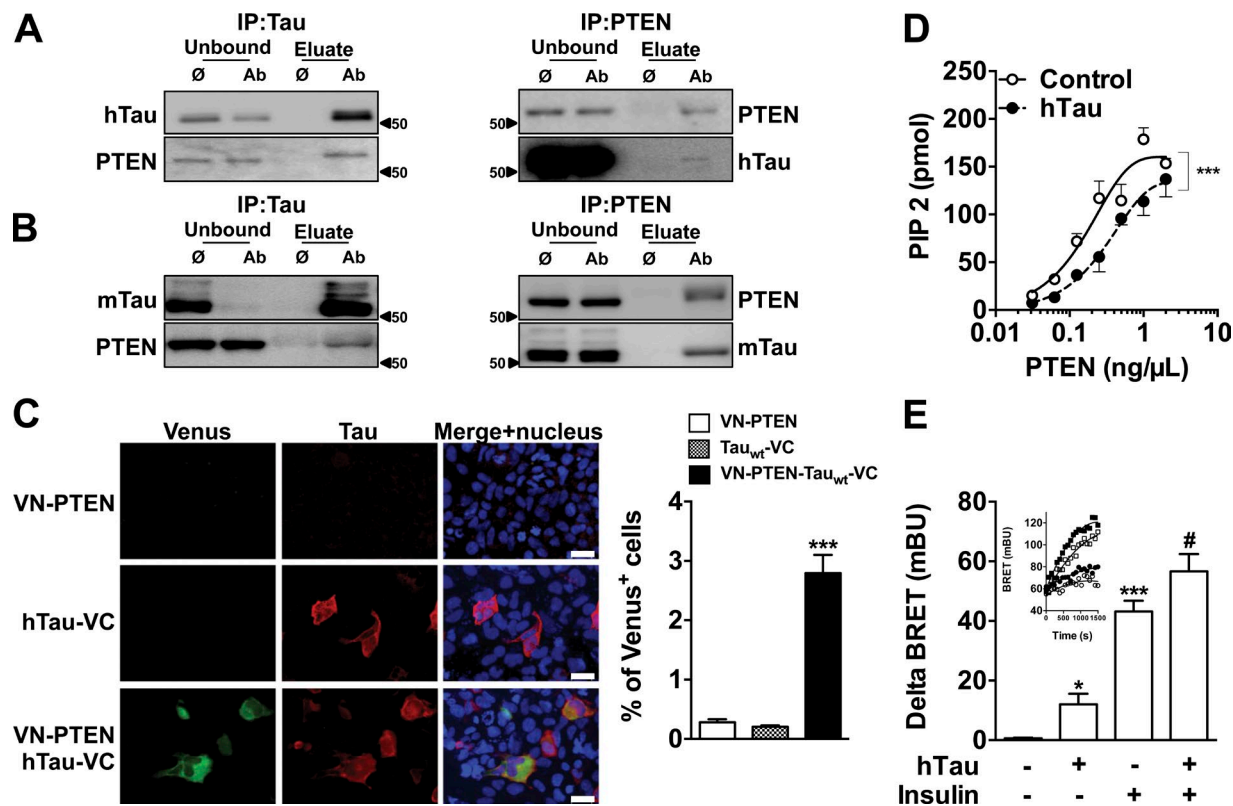 A
IP:Tau
Unbound Eluate
Ø Ab Ø Ab
hTau
50
PTEN
50
IP:PTEN
Unbound Eluate
Ø Ab Ø Ab
PTEN
50
hTau
50
B
IP:Tau
Unbound Eluate
Ø Ab Ø Ab
mTau
50
PTEN
50
IP:PTEN
Unbound Eluate
Ø Ab Ø Ab
PTEN
mTau
50
C
Venus Tau Merge+nucleus
VN-PTEN
hTau-VC
VN-PTEN
hTau-VC
VN-PTEN
Tauwt-VC
VN-PTEN-Tauwt-VC
% of Venus+ cells
4
3
2
1
0
***
D
Control
hTau
PIP 2 (pmol)
250
200
150
100
50
0
***
0.01 0.1 1 10
PTEN (ng/µL)
E
Delta BRET (mBU)
80
60
40
20
0
BRET (mBU)
120
100
80
60
40
0 500 1000 1500
Time (s)
*
***
#
hTau - + - +
Insulin - - + +